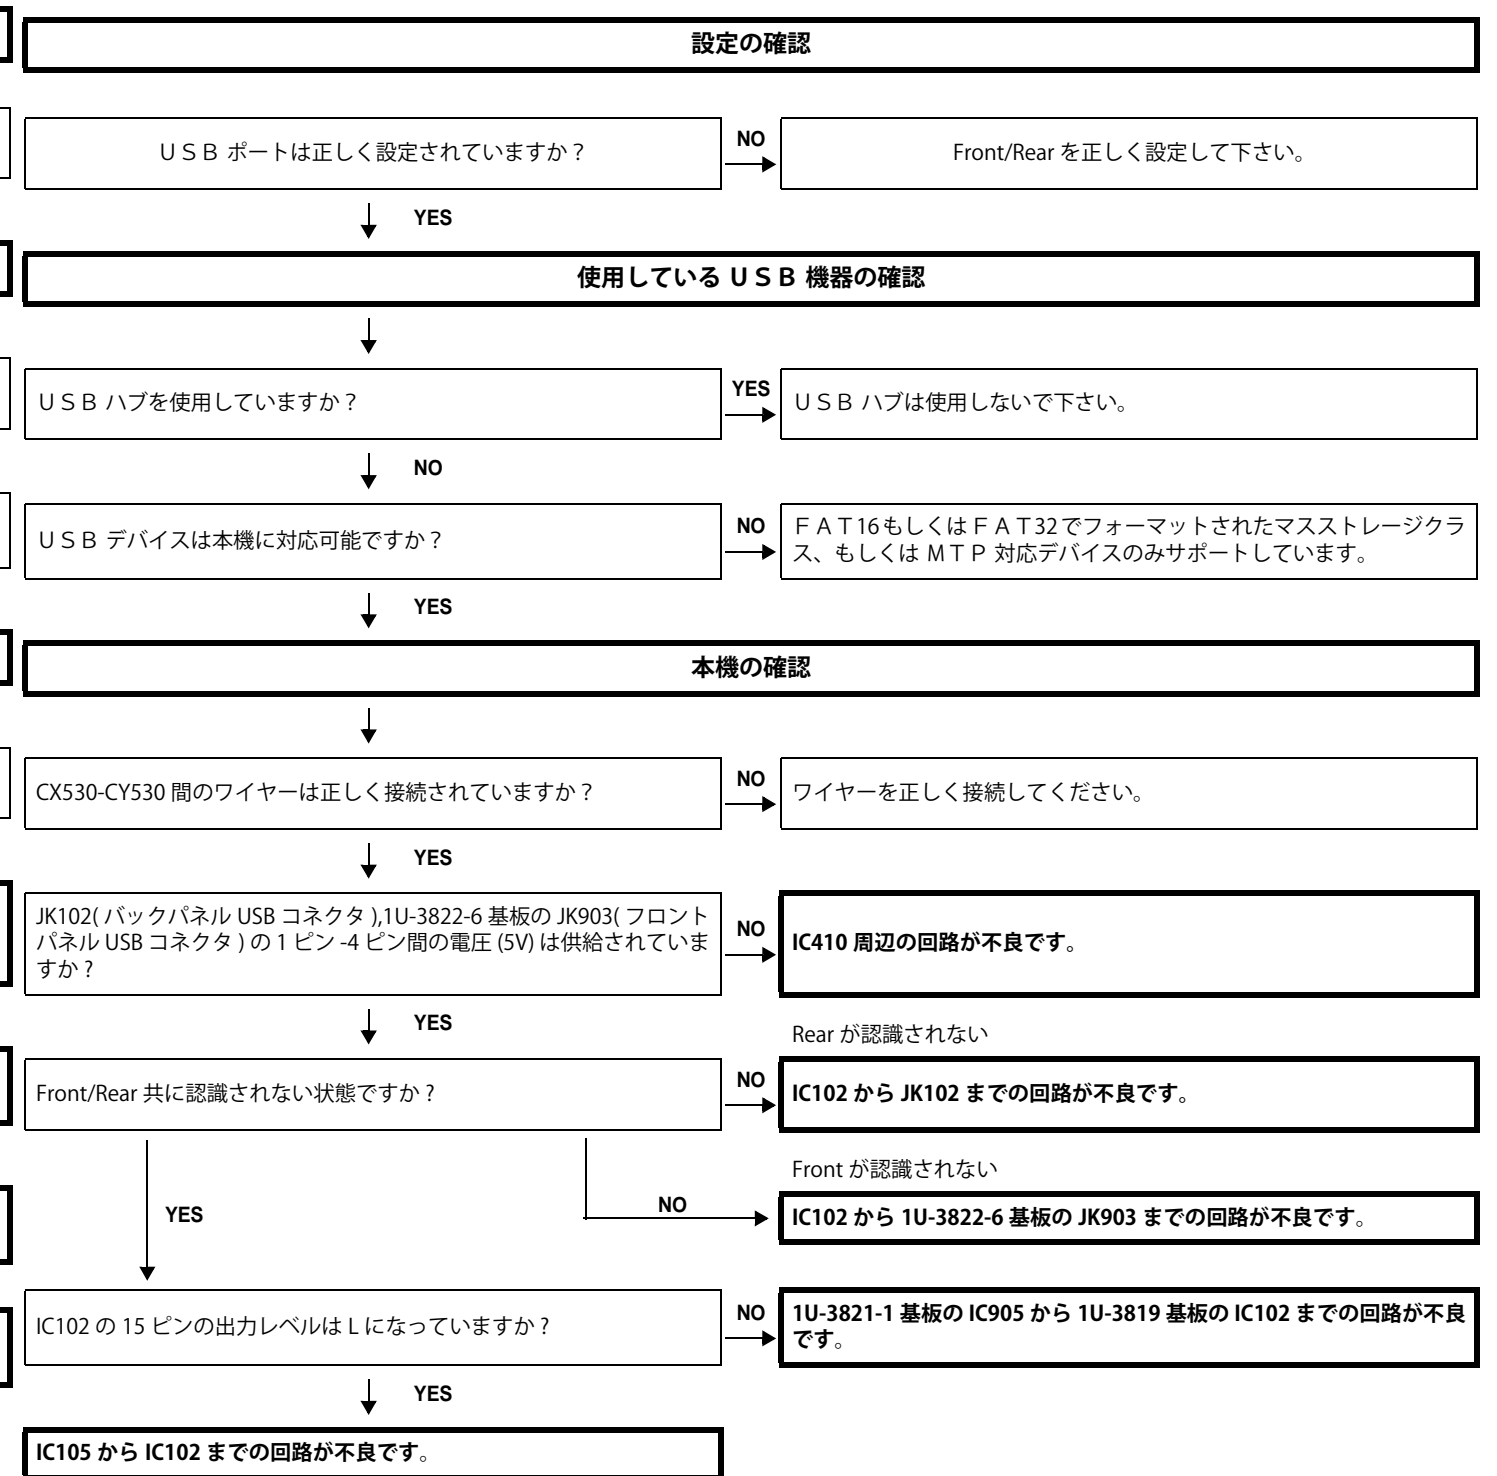 設定の確認
ＵＳＢ ポートは正しく設定されていますか？
NO
Front/Rear を正しく設定して下さい。
YES
使用している ＵＳＢ 機器の確認
ＵＳＢ ハブを使用していますか？
YES
ＵＳＢ ハブは使用しないで下さい。
NO
ＵＳＢ デバイスは本機に対応可能ですか？
NO
ＦＡＴ16もしくはＦＡＴ32でフォーマットされたマスストレージクラ
ス、もしくは ＭＴＰ 対応デバイスのみサポートしています。
YES
本機の確認
CX530-CY530 間のワイヤーは正しく接続されていますか？
NO
ワイヤーを正しく接続してください。
YES
JK102( バックパネル USB コネクタ ),1U-3822-6 基板の JK903( フロント
パネル USB コネクタ ) の 1 ピン -4 ピン間の電圧 (5V) は供給されていま
すか ?
NO
IC410 周辺の回路が不良です。
YES
Rear が認識されない
Front/Rear 共に認識されない状態ですか ?
NO
IC102 から JK102 までの回路が不良です。
Front が認識されない
YES
NO
IC102 から 1U-3822-6 基板の JK903 までの回路が不良です。
IC102 の 15 ピンの出力レベルは L になっていますか ?
NO
1U-3821-1 基板の IC905 から 1U-3819 基板の IC102 までの回路が不良
です。
YES
IC105 から IC102 までの回路が不良です。